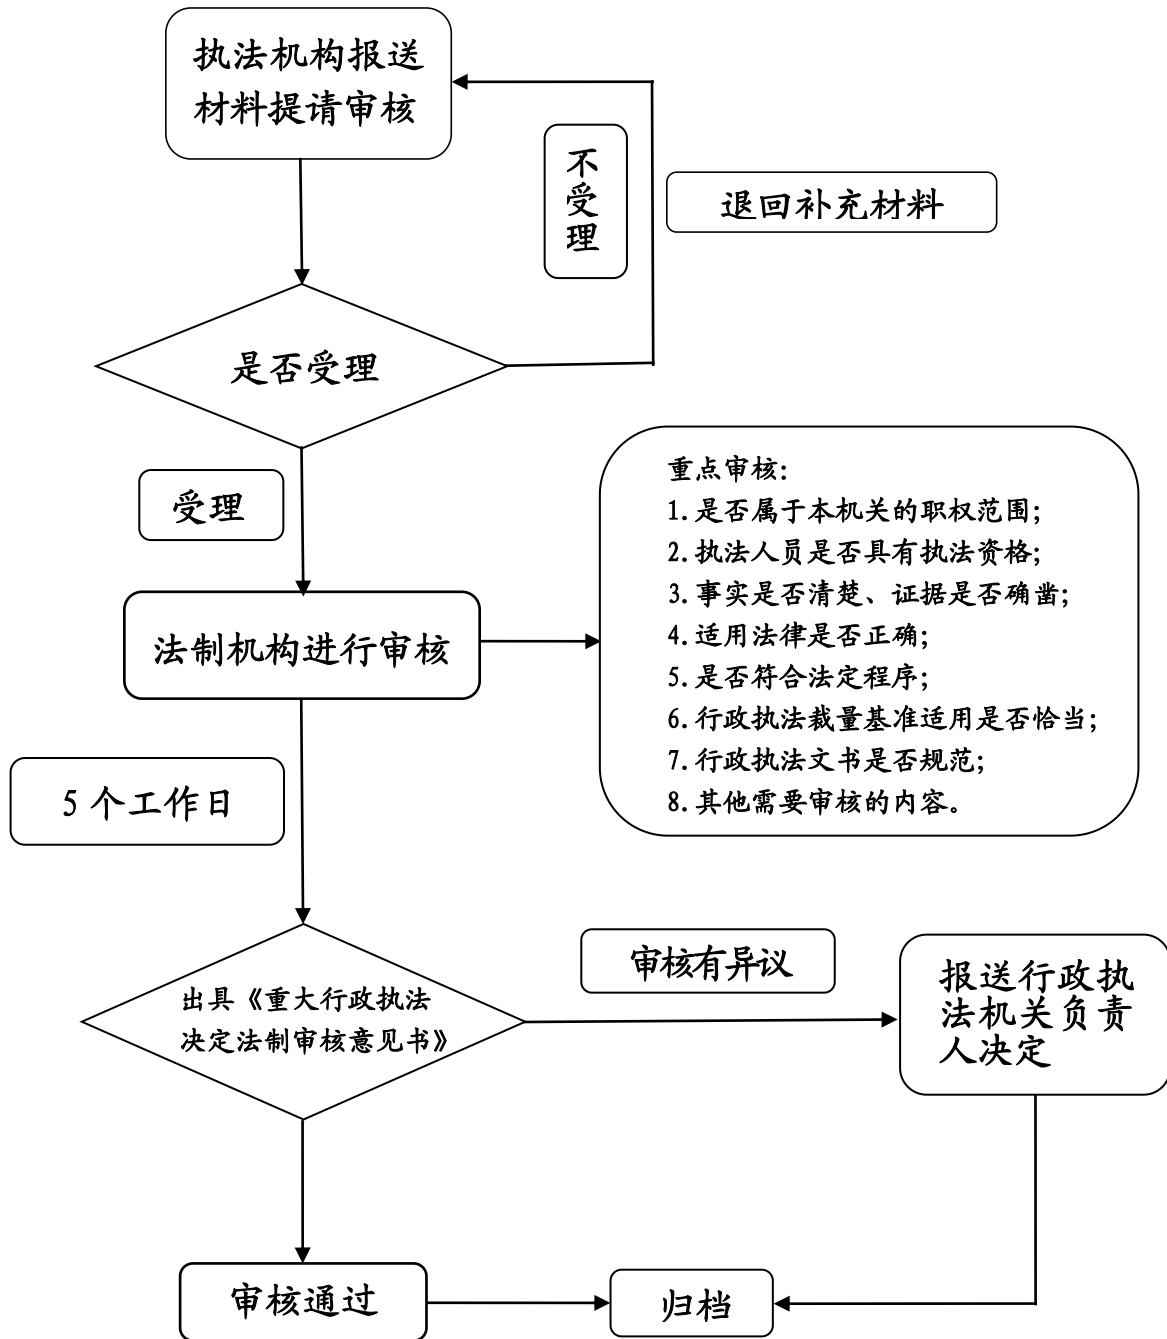 执法机构报送
材料提请审核
不
受
理
退回补充材料
是否受理
受理
重点审核：
1.是否属于本机关的职权范围；
2.执法人员是否具有执法资格；
3.事实是否清楚、证据是否确凿；
4.适用法律是否正确；
5.是否符合法定程序；
6.行政执法裁量基准适用是否恰当；
7.行政执法文书是否规范；
8.其他需要审核的内容。
法制机构进行审核
5 个工作日
出具《重大行政执法
决定法制审核意见书》
审核有异议
报送行政执
法机关负责
人决定
审核通过
归档